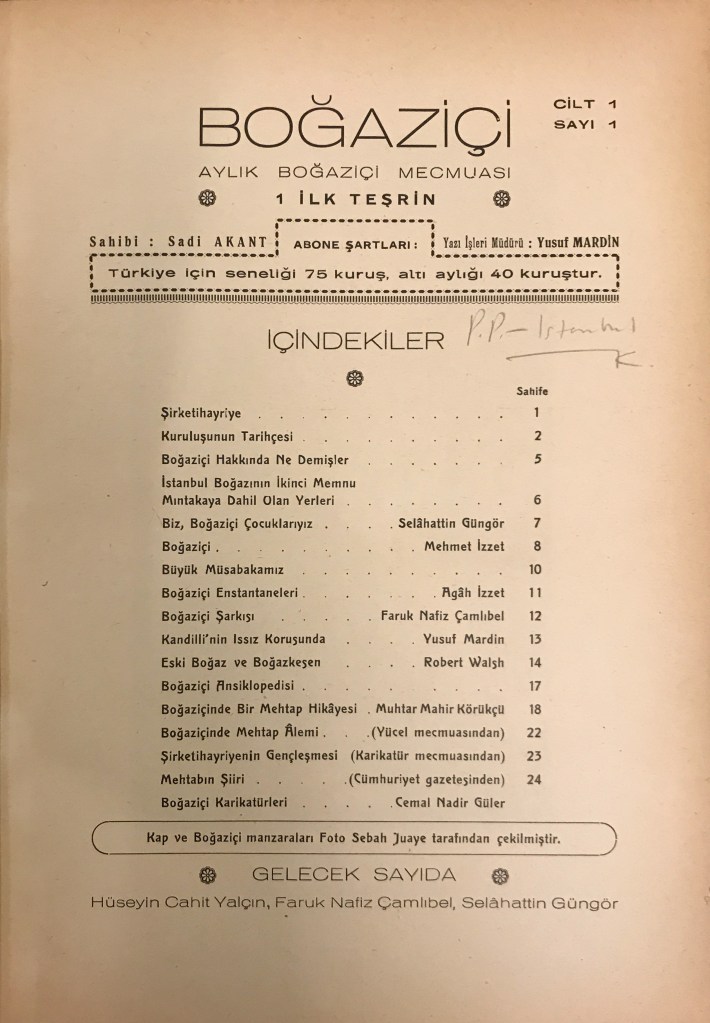 BOĞAZİÇİ
CİLT 1
SAYI 1
AYLIK BOĞAZİÇİ MECMUASI
1 İLK TEŞRİN
Sahibi : Sadi AKANT
ABONE ŞARTLARI :
Yazı İşleri Müdürü : Yusuf MARDİN
Türkiye için seneliği 75 kuruş, altı aylığı 40 kuruştur.
İÇİNDEKİLER
P.P. – Istanbul
K.
Sahife
Şirketihayriye . . . . . . . . . . . 1
Kuruluşunun Tarihçesi . . . . . . . . . 2
Boğaziçi Hakkında Ne Demişler . . . . . . 5
İstanbul Boğazının İkinci Memnu
Mıntakaya Dahil Olan Yerleri . . . . . . . 6
Biz, Boğaziçi Çocuklarıyız . . . . Selâhattin Güngör 7
Boğaziçi . . . . . . . . . Mehmet İzzet 8
Büyük Müsabakamız . . . . . . . . . 10
Boğaziçi Enstantaneleri . . . . . . . Agâh İzzet 11
Boğaziçi Şarkısı . . . . . Faruk Nafiz Çamlıbel 12
Kandilli'nin Issız Koruşunda . . . . Yusuf Mardin 13
Eski Boğaz ve Boğazkeşen . . . . Robert Walsh 14
Boğaziçi Ansiklopedisi . . . . . . . . . 17
Boğaziçinde Bir Mehtap Hikâyesi . Muhtar Mahir Körükçü 18
Boğaziçinde Mehtap Âlemi . . . (Yücel mecmuasından) 22
Şirketihayriyenin Gençleşmesi (Karikatür mecmuasından) 23
Mehtabın Şiiri . . . . . (Cümhuriyet gazeteşinden) 24
Boğaziçi Karikatürleri . . . . . Cemal Nadir Güler
Kap ve Boğaziçi manzaraları Foto Sebah Juaye tarafından çekilmiştir.
GELECEK SAYIDA
Hüseyin Cahit Yalçın, Faruk Nafiz Çamlıbel, Selâhattin Güngör